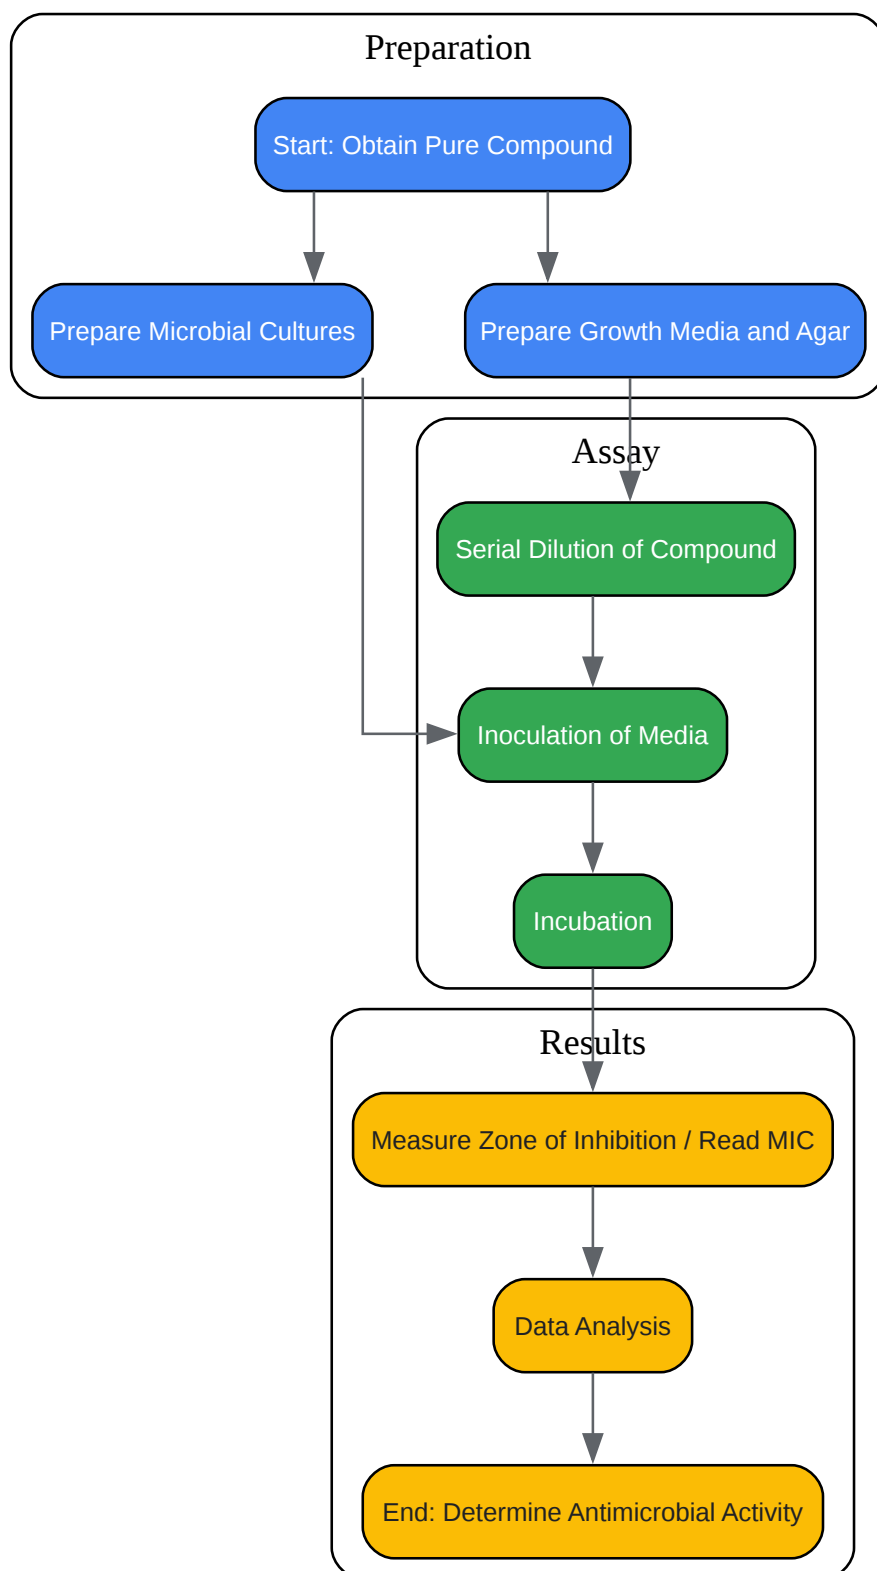 Preparation
Start: Obtain Pure Compound
Prepare Microbial Cultures
Prepare Growth Media and Agar
Assay
Serial Dilution of Compound
Inoculation of Media
Incubation
Results
Measure Zone of Inhibition / Read MIC
Data Analysis
End: Determine Antimicrobial Activity